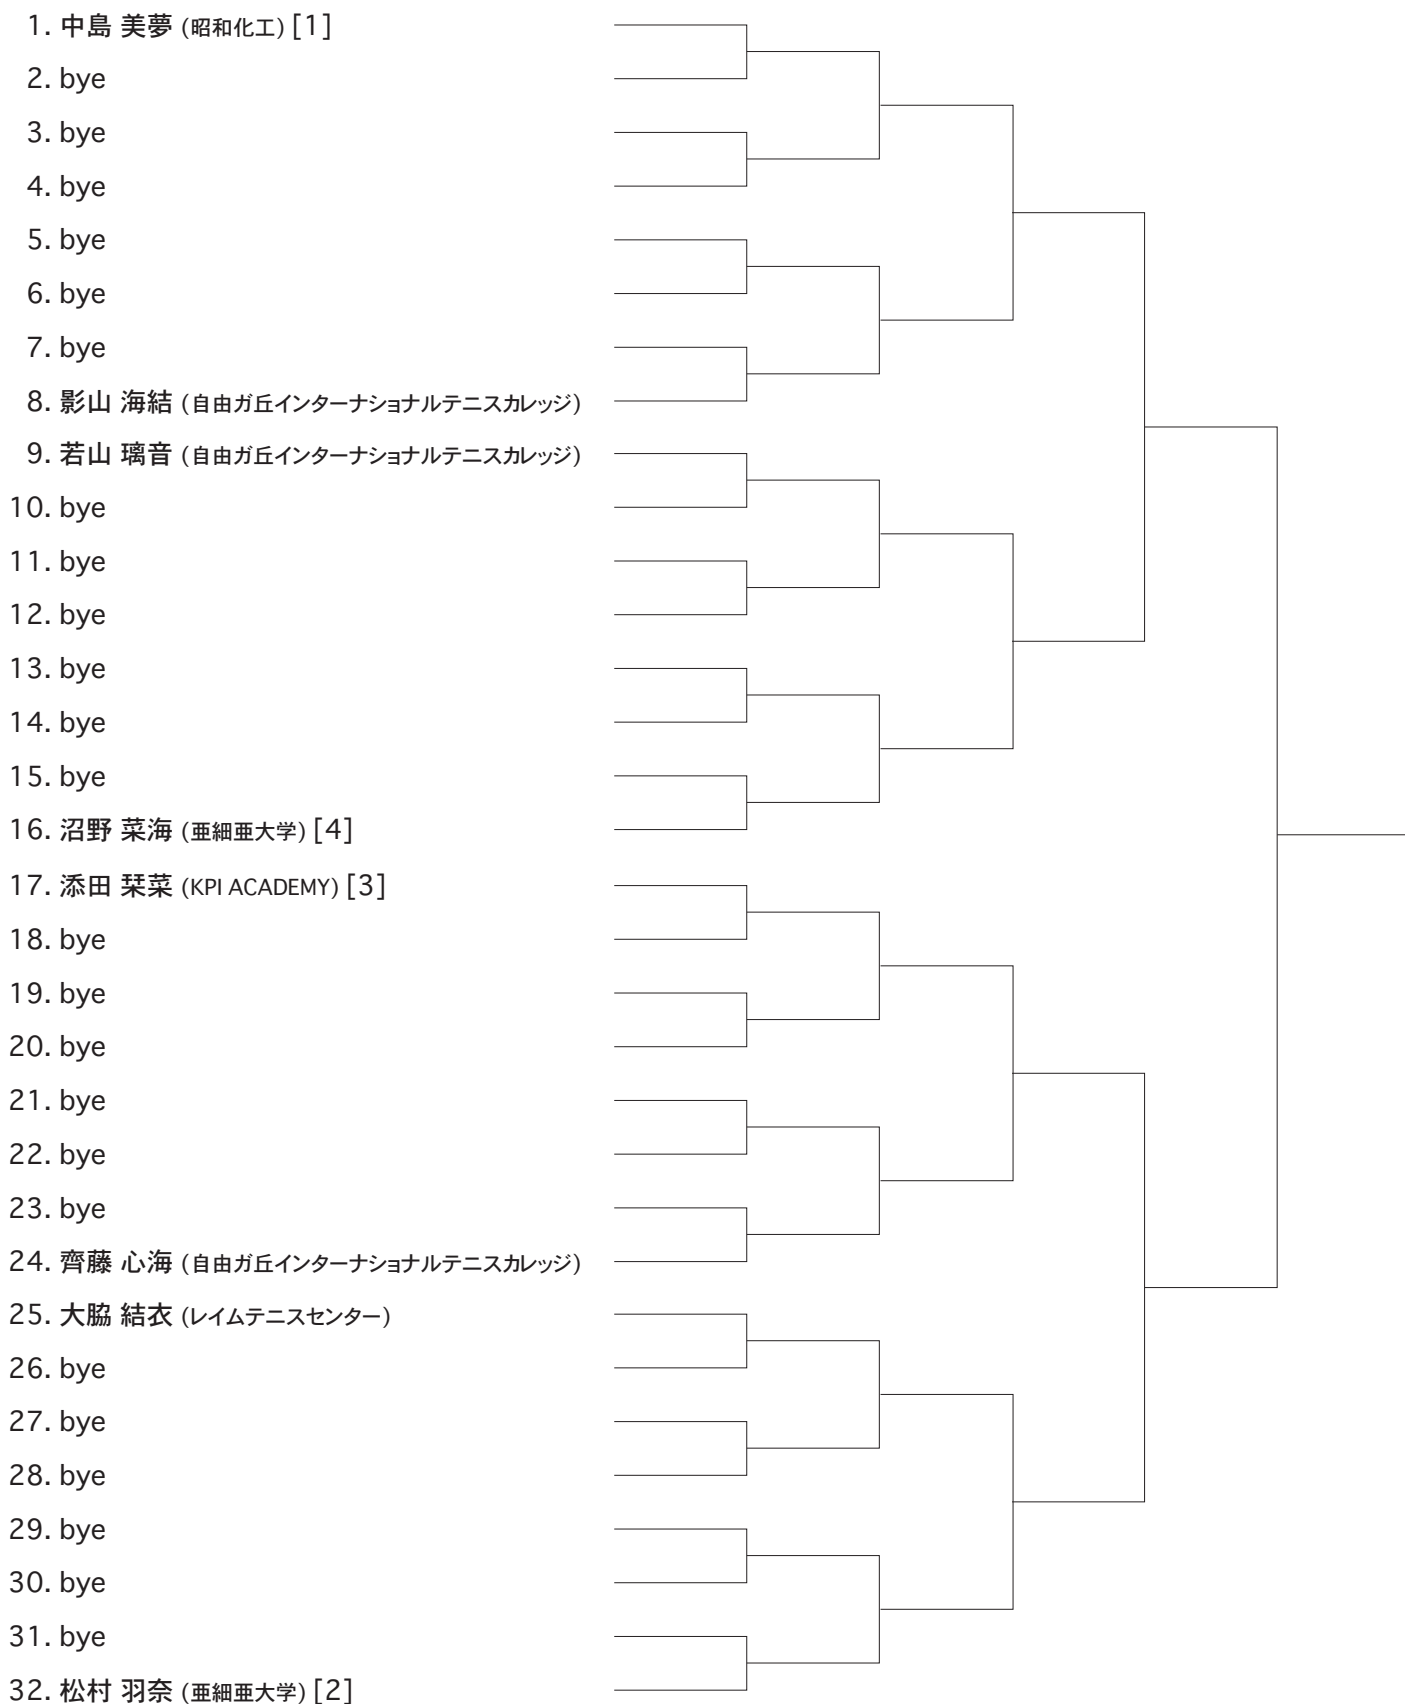 1. 中島 美夢 (昭和化工) [1]
2. bye
3. bye
4. bye
5. bye
6. bye
7. bye
8. 影山 海結 (自由ガ丘インターナショナルテニスカレッジ)
9. 若山 璃音 (自由ガ丘インターナショナルテニスカレッジ)
10. bye
11. bye
12. bye
13. bye
14. bye
15. bye
16. 沼野 菜海 (亜細亜大学) [4]
17. 添田 栞菜 (KPI ACADEMY) [3]
18. bye
19. bye
20. bye
21. bye
22. bye
23. bye
24. 齊藤 心海 (自由ガ丘インターナショナルテニスカレッジ)
25. 大脇 結衣 (レイムテニスセンター)
26. bye
27. bye
28. bye
29. bye
30. bye
31. bye
32. 松村 羽奈 (亜細亜大学) [2]